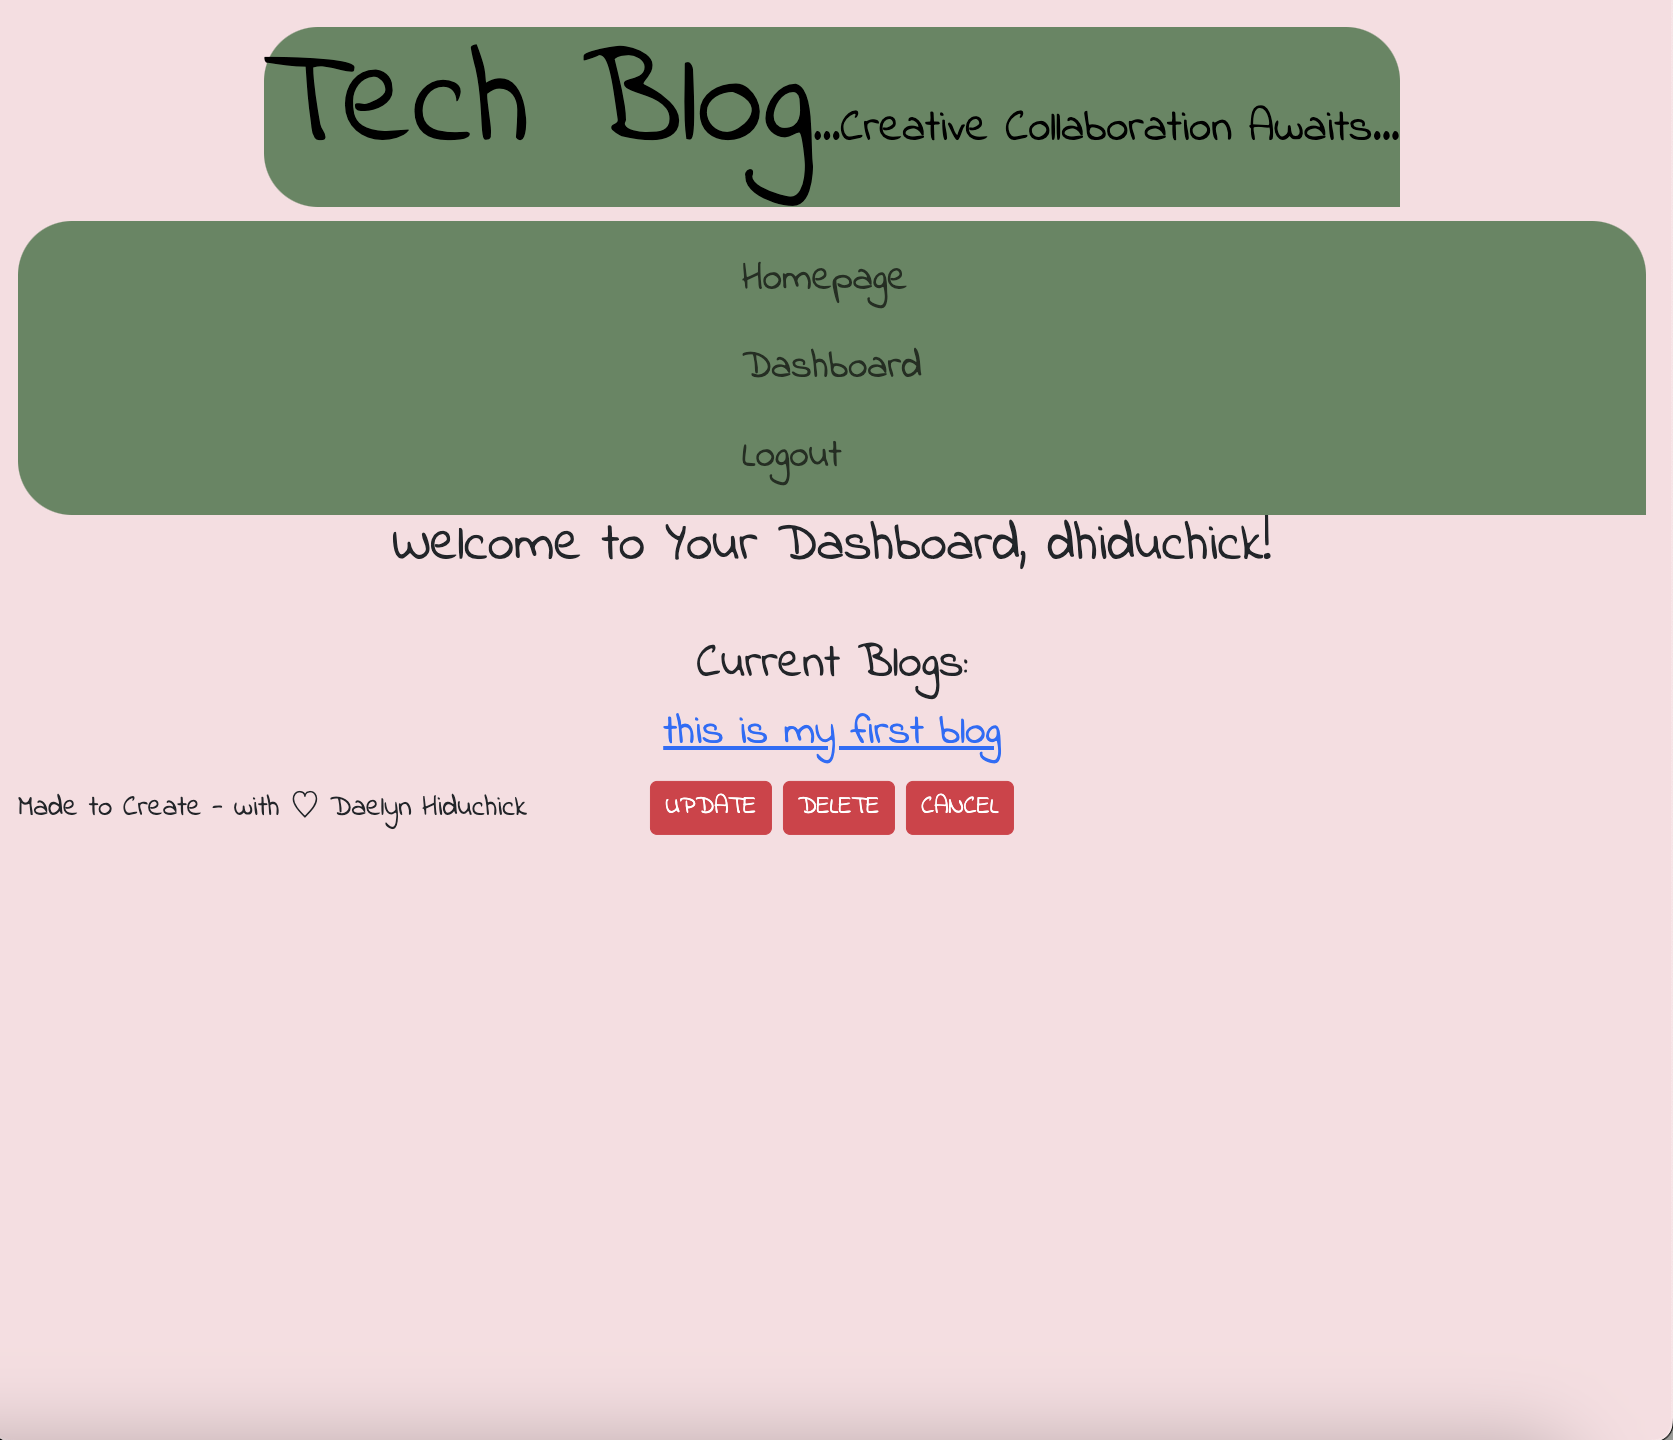 Tech Blog...Creative Collaboration Awaits...
Homepage
Dashboard
Logout
Welcome to Your Dashboard, dhiduchick!
Current Blogs:
this is my first blog
UPDATE DELETE CANCEL
Made to Create - with ♡ Daelyn Hiduchick